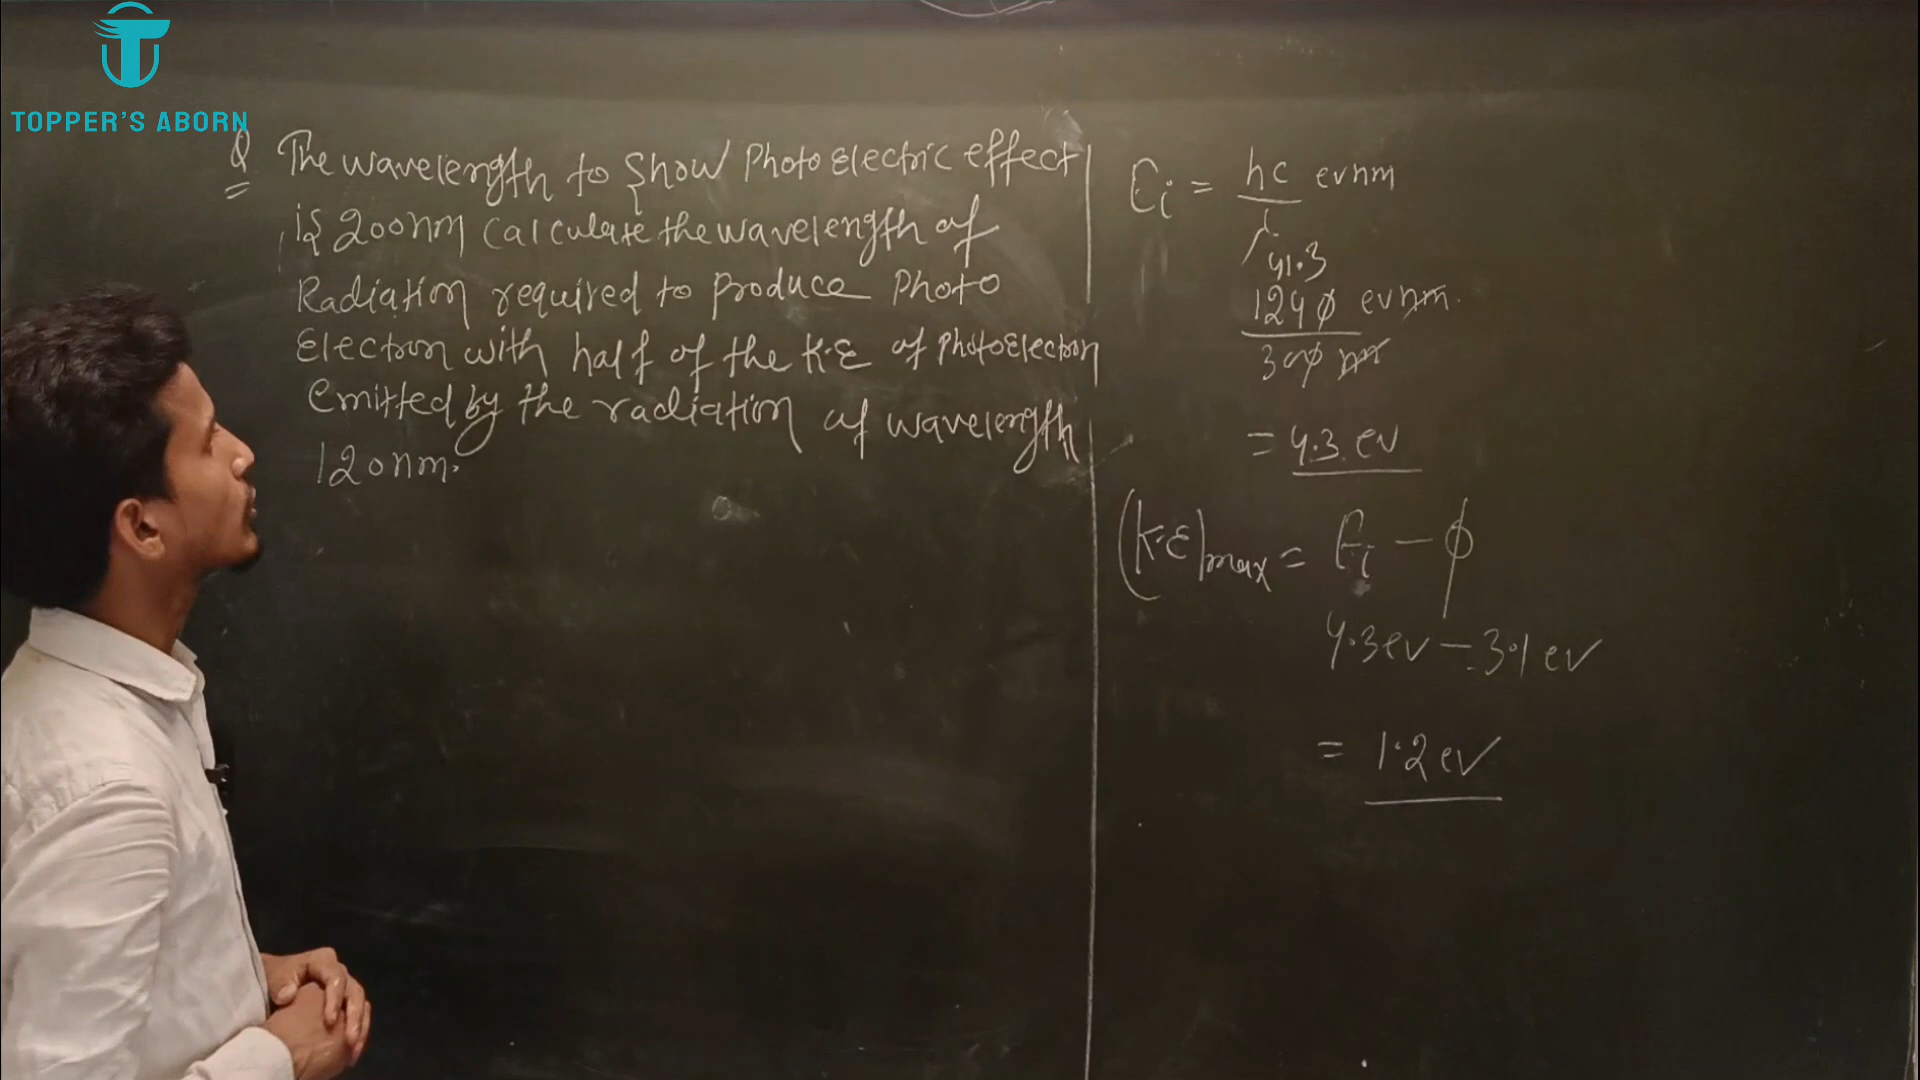 TOPPER'S ABORN
Q The wavelength to Show Photo Electric effect
is 200nm Calculate the wavelength of
Radiation required to Produce Photo
Electron with half of the K.E of PhotoElectron
emitted by the radiation of wavelength
120nm.
Ei = hc/λ evnm
41.3
1240 evnm.
300 nm
= 4.3 ev
(K.E)max = Ei - ϕ
4.3ev - 3.1ev
= 1.2ev